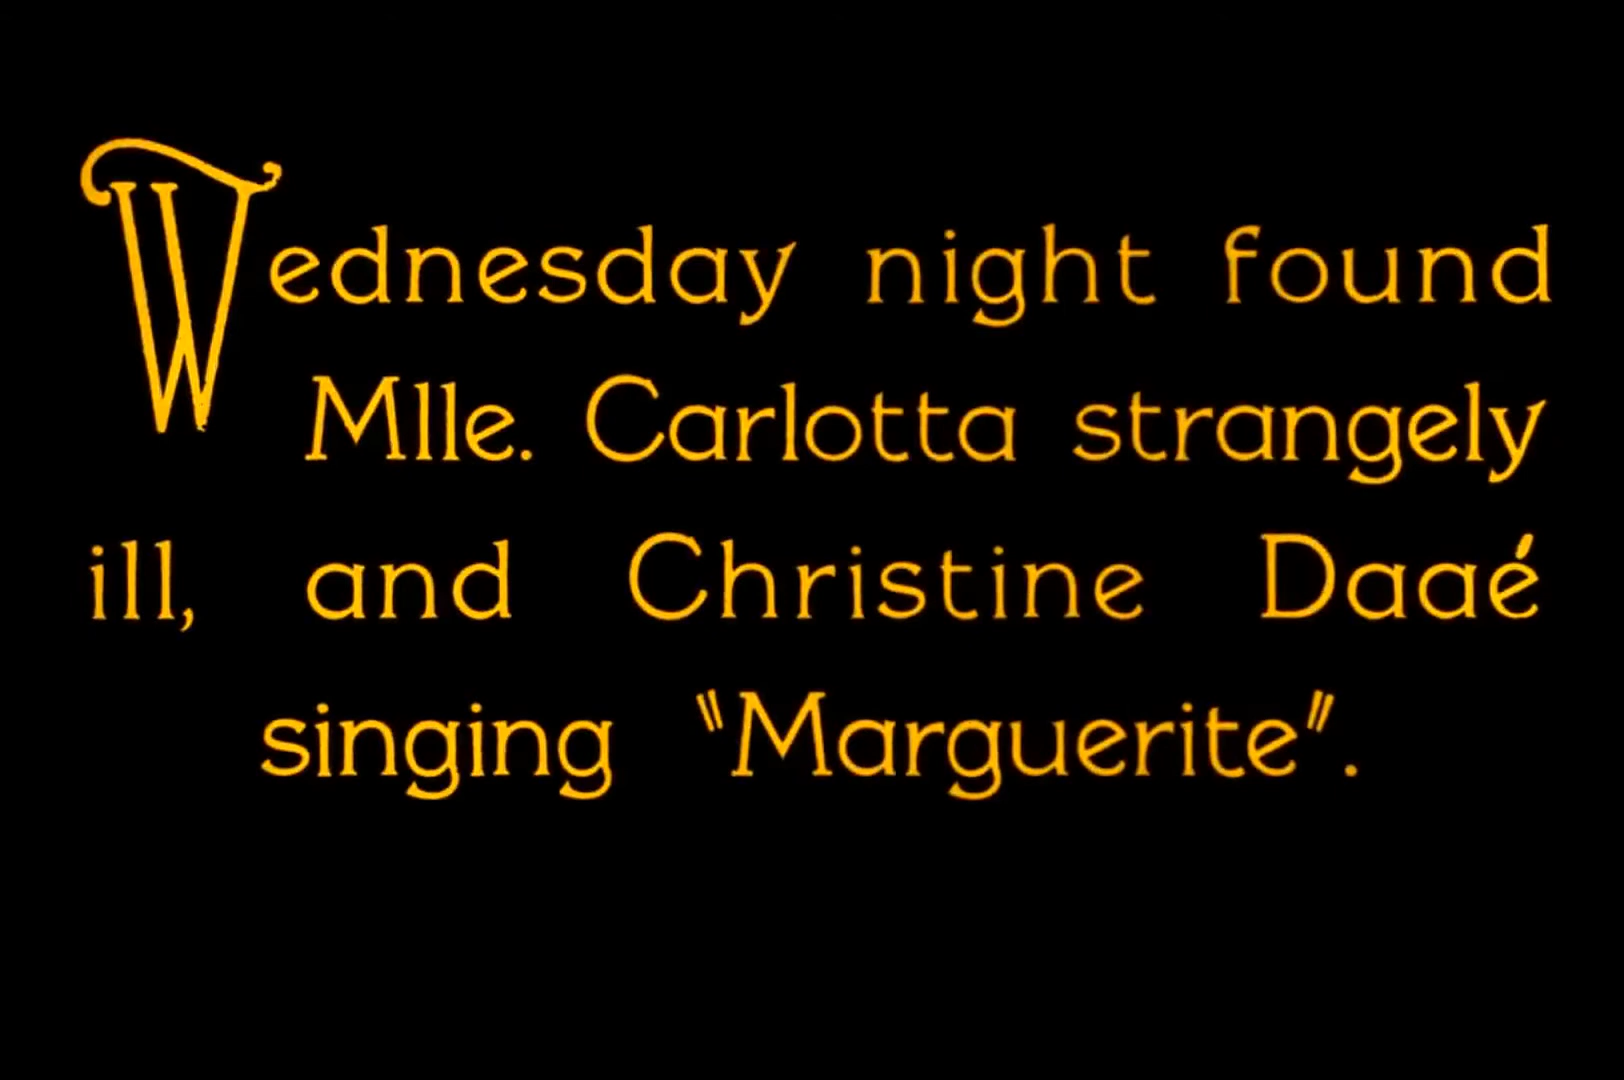 Wednesday night found
Mlle. Carlotta strangely
ill, and Christine Daaé
singing "Marguerite".